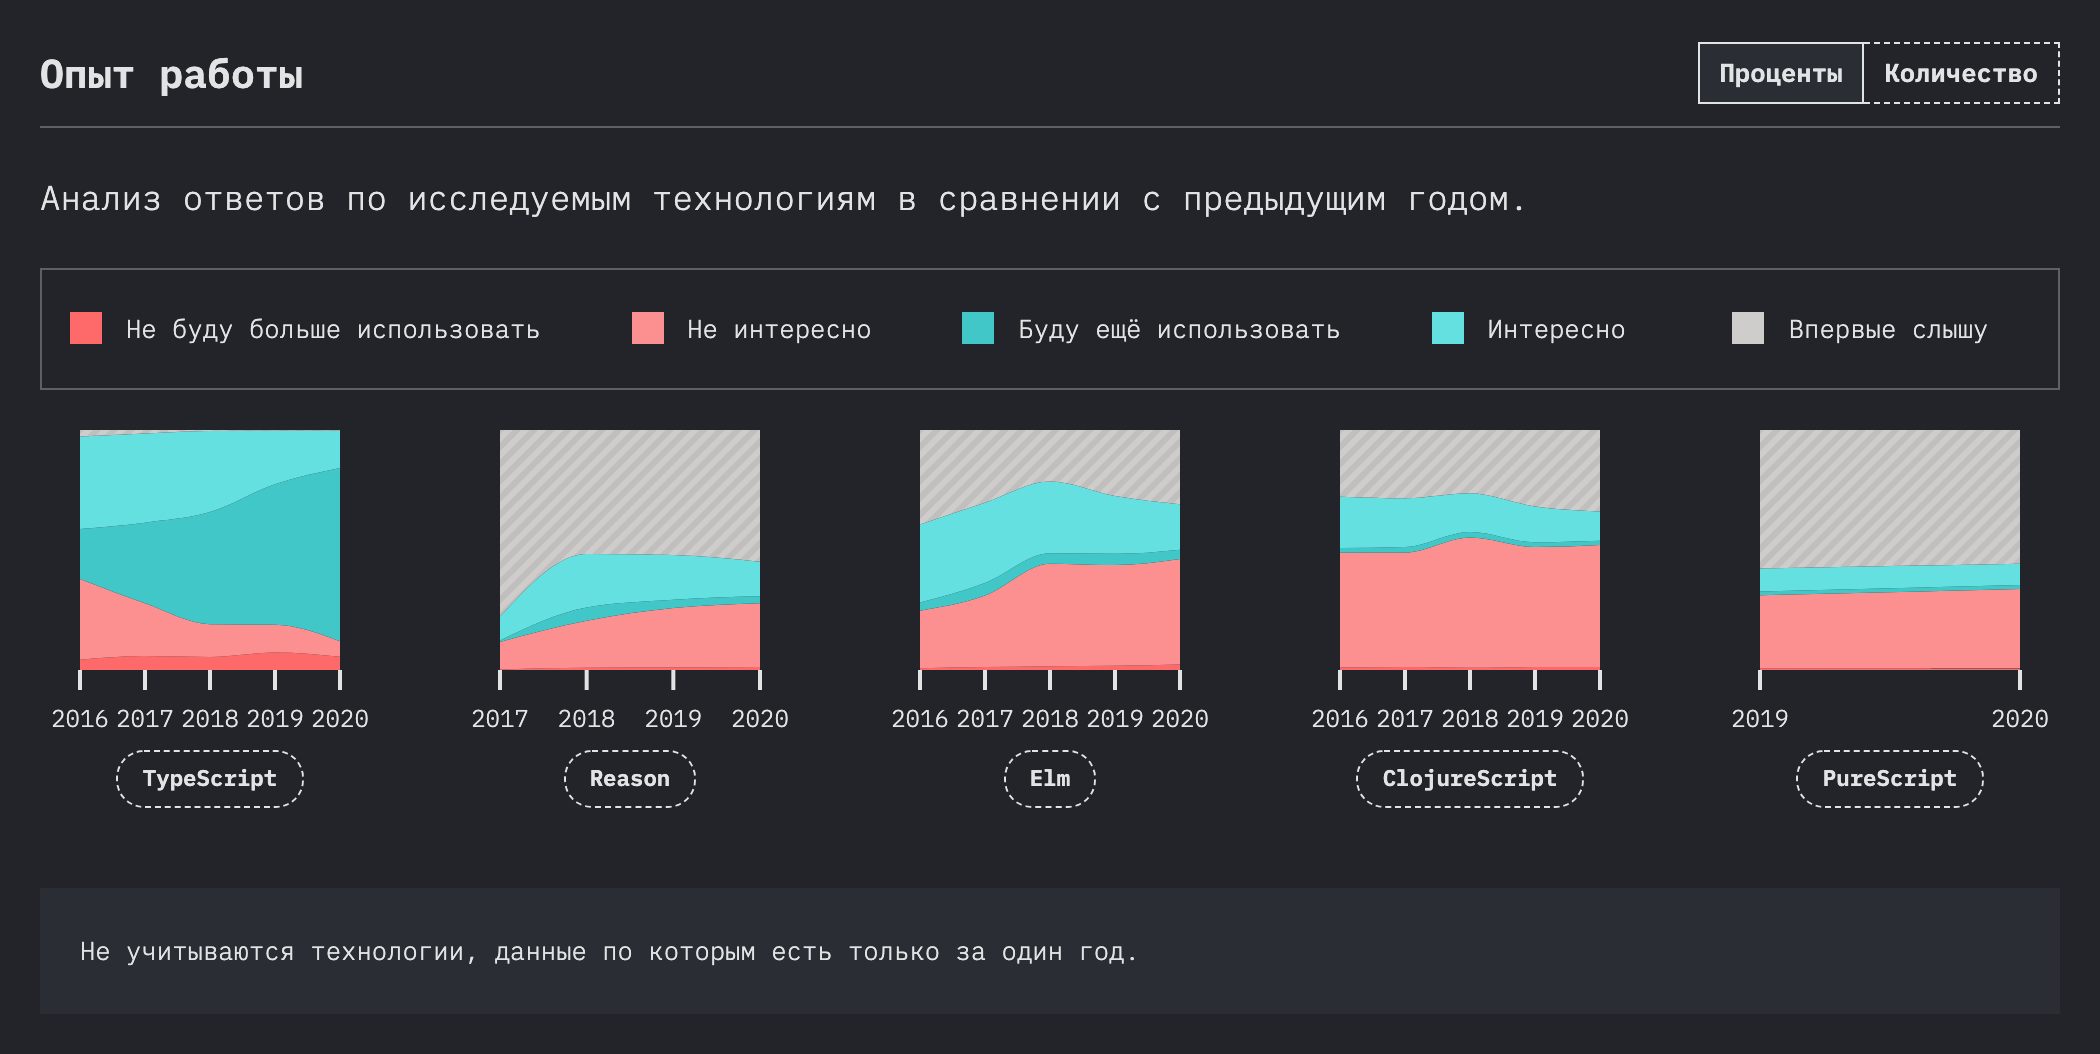 Опыт работы
Проценты Количество
Анализ ответов по исследуемым технологиям в сравнении с предыдущим годом.
Не буду больше использовать Не интересно Буду ещё использовать Интересно Впервые слышу
2016 2017 2018 2019 2020 2017 2018 2019 2020 2016 2017 2018 2019 2020 2016 2017 2018 2019 2020 2019 2020
TypeScript Reason Elm ClojureScript PureScript
Не учитываются технологии, данные по которым есть только за один год.